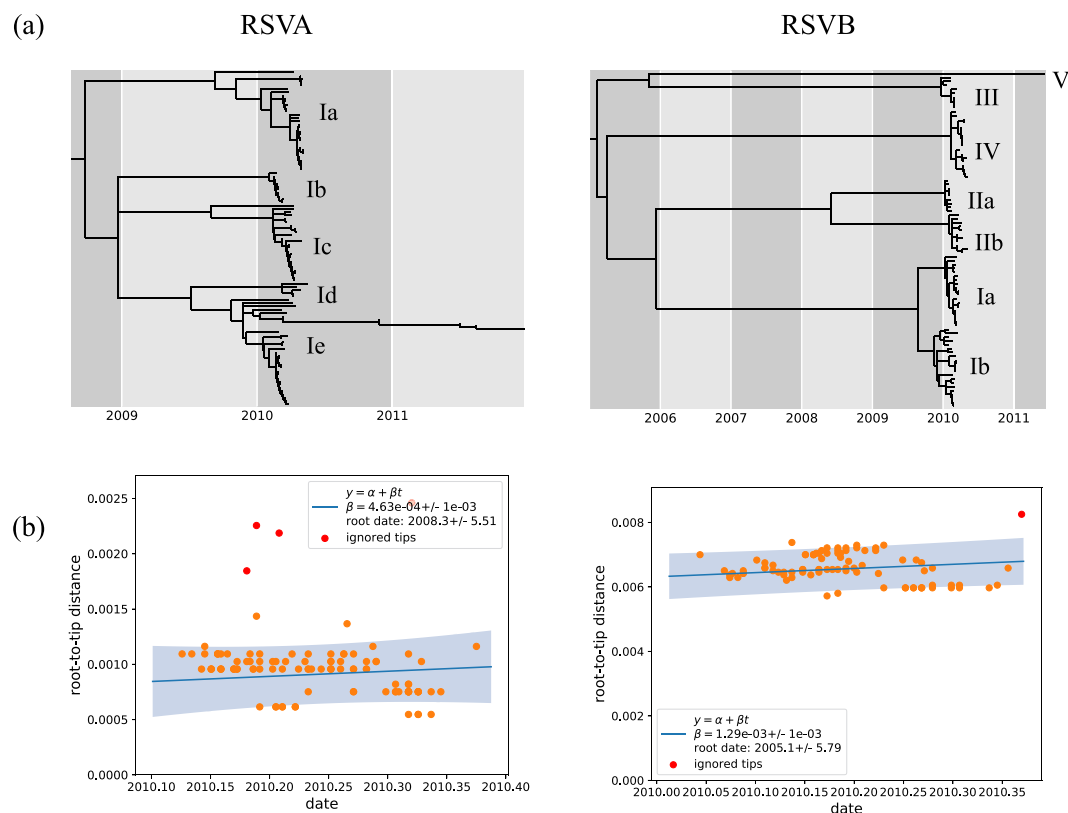 (a)
RSVA
RSVB
Ia
Ib
Ic
Id
Ie
2009
2010
2011
V
III
IV
IIa
IIb
Ia
Ib
2006
2007
2008
2009
2010
2011
(b)
root-to-tip distance
0.0025
0.0020
0.0015
0.0010
0.0005
0.0000
y = α + βt
β = 4.63e-04+/- 1e-03
root date: 2008.3+/- 5.51
ignored tips
2010.10 2010.15 2010.20 2010.25 2010.30 2010.35 2010.40
date
root-to-tip distance
0.008
0.006
0.004
0.002
0.000
y = α + βt
β = 1.29e-03+/- 1e-03
root date: 2005.1+/- 5.79
ignored tips
2010.00 2010.05 2010.10 2010.15 2010.20 2010.25 2010.30 2010.35
date